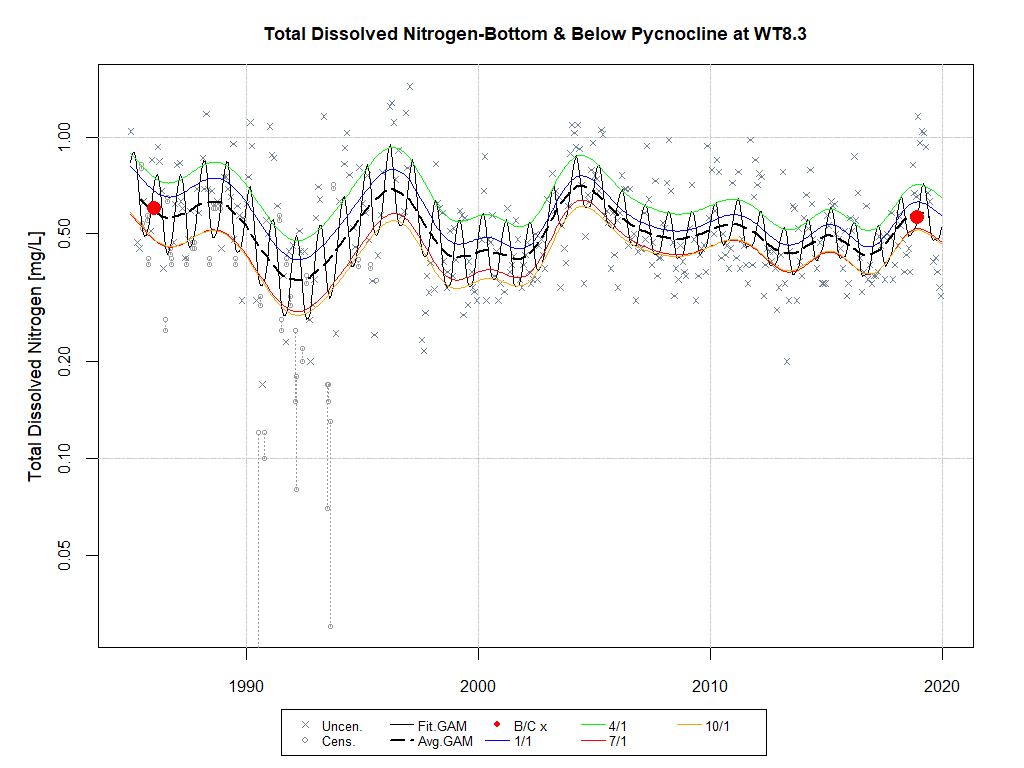 Total Dissolved Nitrogen-Bottom & Below Pycnocline at WT8.3
Total Dissolved Nitrogen [mg/L]
1.00
0.50
0.20
0.10
0.05
1990 2000 2010 2020
Uncen. Fit.GAM B/C x 4/1 10/1
Cens. Avg.GAM 1/1 7/1